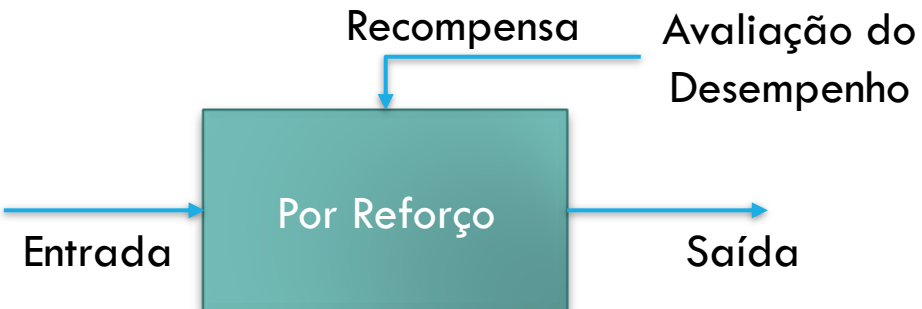 Recompensa
Avaliação do
Desempenho
Por Reforço
Entrada
Saída